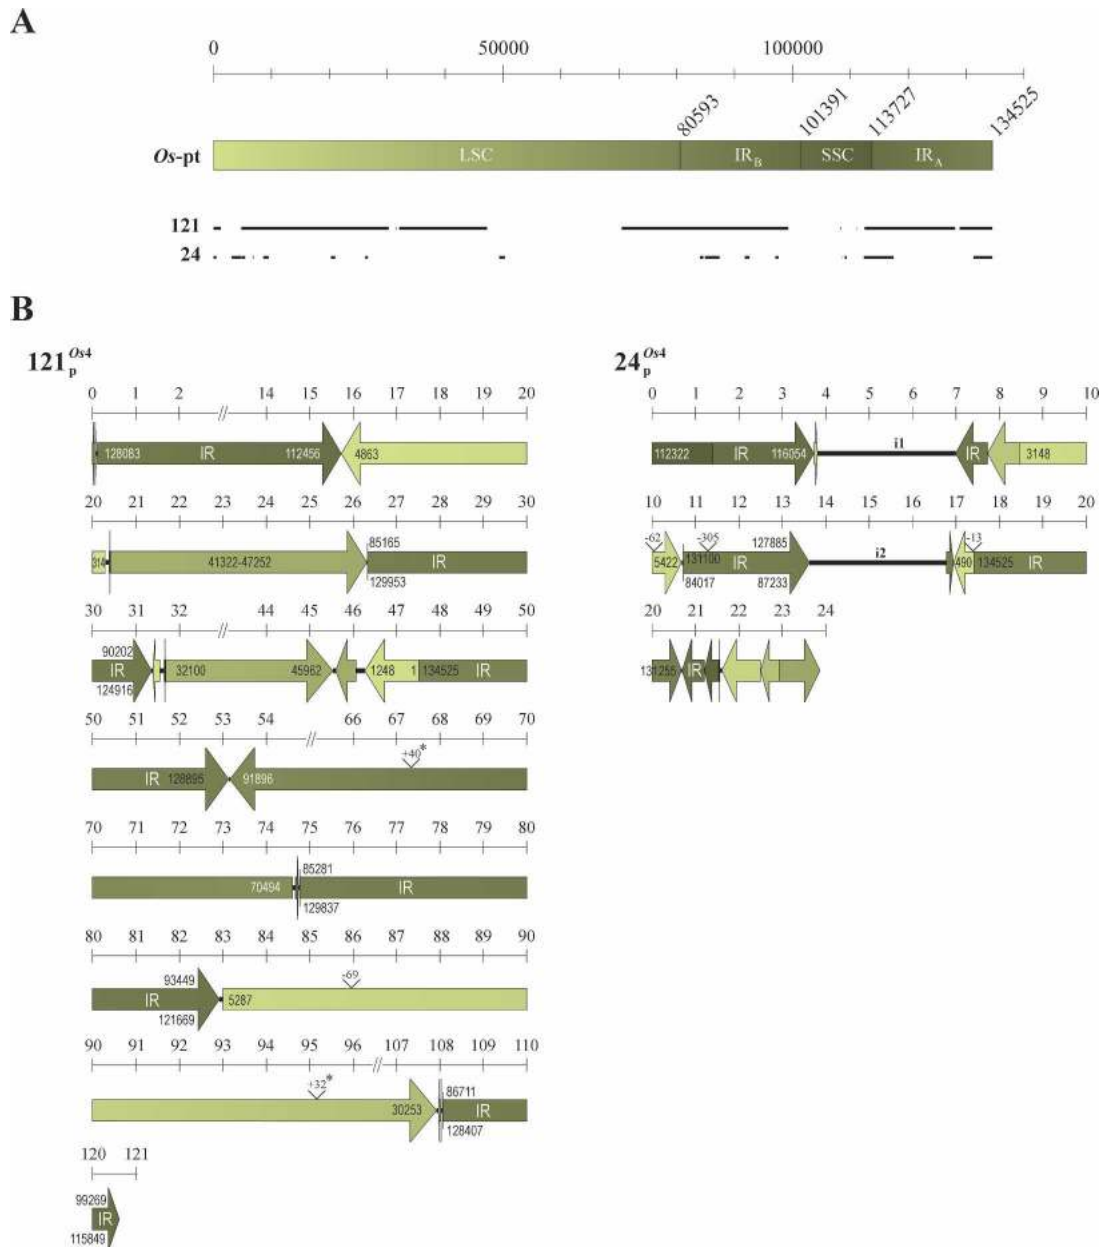 A
0 50000 100000
80593 101391 113727 134525
Os-pt LSC IRB SSC IRA
121
24
B
121pOs4
0 1 2 14 15 16 17 18 19 20
128083 IR 112456 4863
20 21 22 23 24 25 26 27 28 29 30
314 41322-47252 85165 129953 IR
30 31 32 44 45 46 47 48 49 50
90202 IR 124916 32100 45962 1248 1 134525 IR
50 51 52 53 54 66 67 68 69 70
IR 128895 91896 +40*
70 71 72 73 74 75 76 77 78 79 80
70494 85281 129837 IR
80 81 82 83 84 85 86 87 88 89 90
93449 IR 121669 5287 -69
90 91 92 93 94 95 96 107 108 109 110
+32* 30253 86711 128407 IR
120 121
99269 IR 115849
24pOs4
0 1 2 3 4 5 6 7 8 9 10
112322 IR 116054 i1 IR 3148
10 11 12 13 14 15 16 17 18 19 20
-62 5422 -305 131100 84017 127885 87233 i2 490 -13 134525 IR
20 21 22 23 24
131255 IR